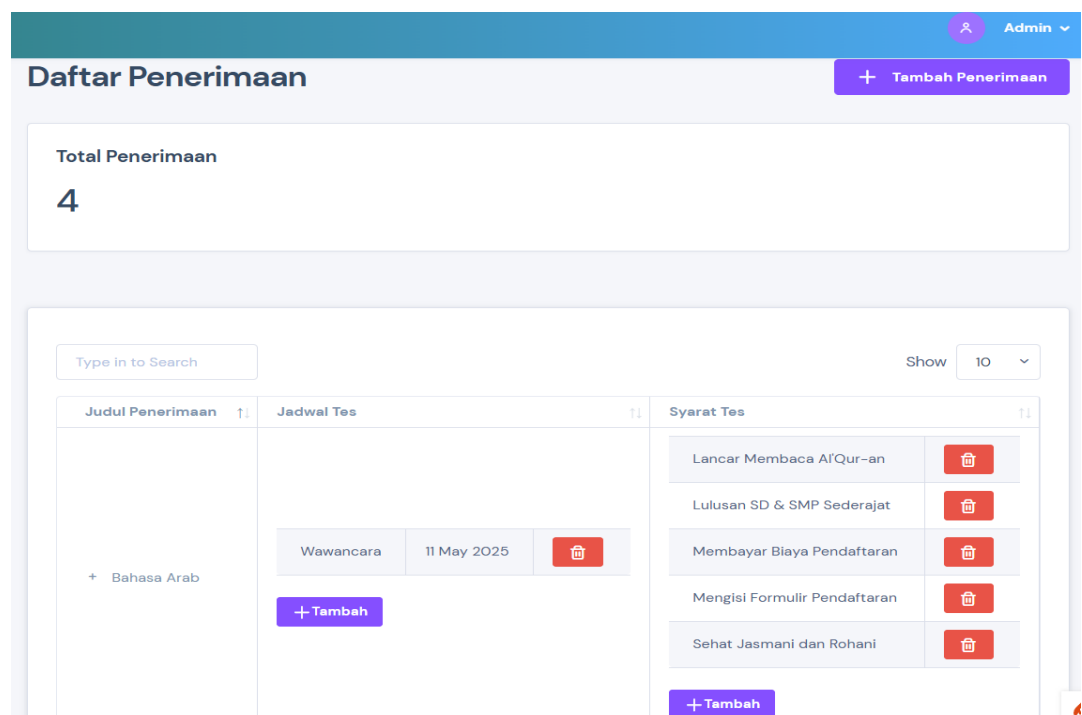 Admin
Daftar Penerimaan
+ Tambah Penerimaan
Total Penerimaan
4
Type in to Search
Show 10
Judul Penerimaan Jadwal Tes Syarat Tes
Lancar Membaca Al'Qur-an
Lulusan SD & SMP Sederajat
Wawancara 11 May 2025
Membayar Biaya Pendaftaran
+ Bahasa Arab
Mengisi Formulir Pendaftaran
+Tambah
Sehat Jasmani dan Rohani
+Tambah